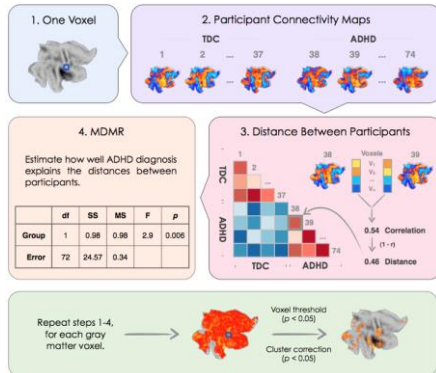 1. One Voxel
2. Participant Connectivity Maps
TDC
ADHD
1 2 ... 37 38 39 ... 74
4. MDMR
Estimate how well ADHD diagnosis
explains the distances between
participants.
df SS MS F p
Group 1 0.98 0.98 2.9 0.006
Error 72 24.57 0.34
3. Distance Between Participants
1
2
...
37
38
39
...
74
TDC
ADHD
TDC ADHD
38
Voxels
39
V₁
V₂
...
0.54 Correlation
(1 - r)
0.46 Distance
Repeat steps 1-4,
for each gray
matter voxel.
Voxel threshold
(p < 0.05)
Cluster correction
(p < 0.05)